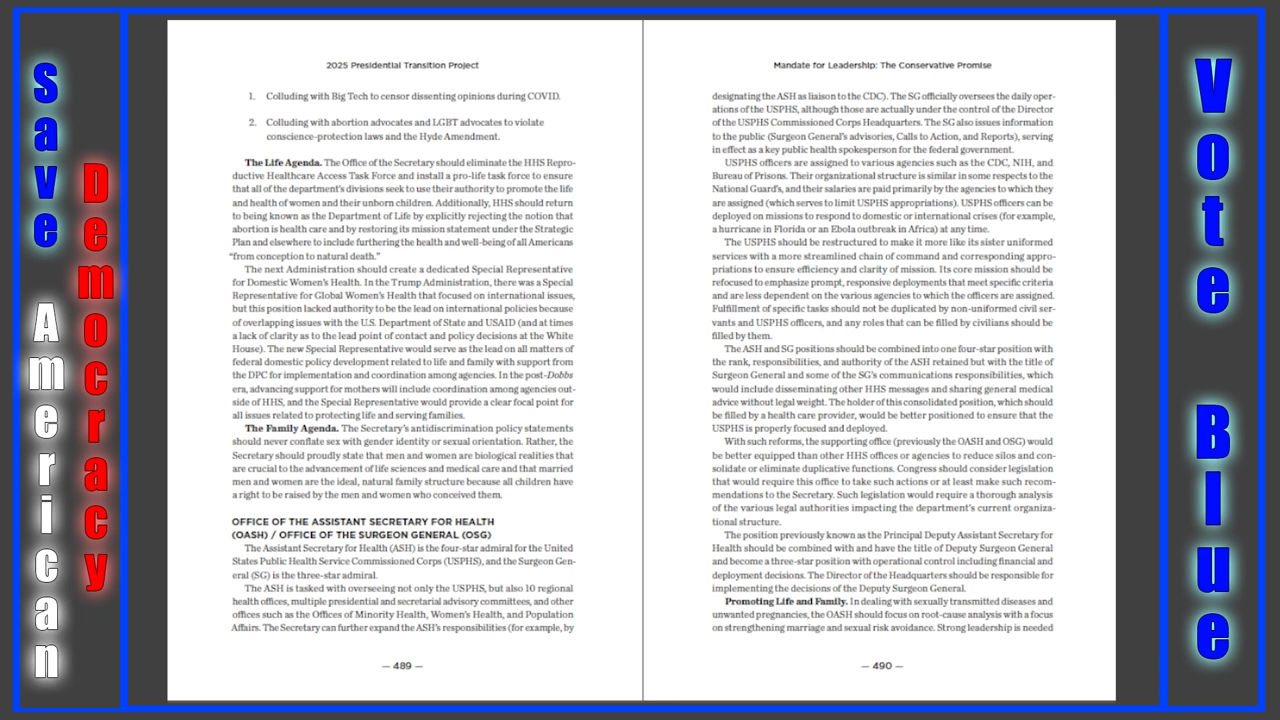 Save American
Democracy
2025 Presidential Transition Project
1. Colluding with Big Tech to censor dissenting opinions during COVID.
2. Colluding with abortion advocates and LGBT advocates to violate
conscience-protection laws and the Hyde Amendment.
The Life Agenda. The Office of the Secretary should eliminate the HHS Repro-
ductive Healthcare Access Task Force and install a pro-life task force to ensure
that all of the department's divisions seek to use their authority to promote the life
and health of women and their unborn children. Additionally, HHS should return
to being known as the Department of Life by explicitly rejecting the notion that
abortion is health care and by restoring its mission statement under the Strategic
Plan and elsewhere to include furthering the health and well-being of all Americans
“from conception to natural death.”
The next Administration should create a dedicated Special Representative
for Domestic Women's Health. In the Trump Administration, there was a Special
Representative for Global Women's Health that focused on international issues,
but this position lacked authority to be the lead on international policies because
of overlapping issues with the U.S. Department of State and USAID (and at times
a lack of clarity as to the lead point of contact and policy decisions at the White
House). The new Special Representative would serve as the lead on all matters of
federal domestic policy development related to life and family with support from
the DPC for implementation and coordination among agencies. In the post-Dobbs
era, advancing support for mothers will include coordination among agencies out-
side of HHS, and the Special Representative would provide a clear focal point for
all issues related to protecting life and serving families.
The Family Agenda. The Secretary's antidiscrimination policy statements
should never conflate sex with gender identity or sexual orientation. Rather, the
Secretary should proudly state that men and women are biological realities that
are crucial to the advancement of life sciences and medical care and that married
men and women are the ideal, natural family structure because all children have
a right to be raised by the men and women who conceived them.
OFFICE OF THE ASSISTANT SECRETARY FOR HEALTH
(OASH) / OFFICE OF THE SURGEON GENERAL (OSG)
The Assistant Secretary for Health (ASH) is the four-star admiral for the United
States Public Health Service Commissioned Corps (USPHS), and the Surgeon Gen-
eral (SG) is the three-star admiral.
The ASH is tasked with overseeing not only the USPHS, but also 10 regional
health offices, multiple presidential and secretarial advisory committees, and other
offices such as the Offices of Minority Health, Women's Health, and Population
Affairs. The Secretary can further expand the ASH's responsibilities (for example, by
— 489 —
Mandate for Leadership: The Conservative Promise
designating the ASH as liaison to the CDC). The SG officially oversees the daily oper-
ations of the USPHS, although those are actually under the control of the Director
of the USPHS Commissioned Corps Headquarters. The SG also issues information
to the public (Surgeon General's advisories, Calls to Action, and Reports), serving
in effect as a key public health spokesperson for the federal government.
USPHS officers are assigned to various agencies such as the CDC, NIH, and
Bureau of Prisons. Their organizational structure is similar in some respects to the
National Guard's, and their salaries are paid primarily by the agencies to which they
are assigned (which serves to limit USPHS appropriations). USPHS officers can be
deployed on missions to respond to domestic or international crises (for example,
a hurricane in Florida or an Ebola outbreak in Africa) at any time.
The USPHS should be restructured to make it more like its sister uniformed
services with a more streamlined chain of command and corresponding appro-
priations to ensure efficiency and clarity of mission. Its core mission should be
refocused to emphasize prompt, responsive deployments that meet specific criteria
and are less dependent on the various agencies to which the officers are assigned.
Fulfillment of specific tasks should not be duplicated by non-uniformed civil ser-
vants and USPHS officers, and any roles that can be filled by civilians should be
filled by them.
The ASH and SG positions should be combined into one four-star position with
the rank, responsibilities, and authority of the ASH retained but with the title of
Surgeon General and some of the SG's communications responsibilities, which
would include disseminating other HHS messages and sharing general medical
advice without legal weight. The holder of this consolidated position, which should
be filled by a health care provider, would be better positioned to ensure that the
USPHS is properly focused and deployed.
With such reforms, the supporting office (previously the OASH and OSG) would
be better equipped than other HHS offices or agencies to reduce silos and con-
solidate or eliminate duplicative functions. Congress should consider legislation
that would require this office to take such actions or at least make such recom-
mendations to the Secretary. Such legislation would require a thorough analysis
of the various legal authorities impacting the department's current organiza-
tional structure.
The position previously known as the Principal Deputy Assistant Secretary for
Health should be combined with and have the title of Deputy Surgeon General
and become a three-star position with operational control including financial and
deployment decisions. The Director of the Headquarters should be responsible for
implementing the decisions of the Deputy Surgeon General.
Promoting Life and Family. In dealing with sexually transmitted diseases and
unwanted pregnancies, the OASH should focus on root-cause analysis with a focus
on strengthening marriage and sexual risk avoidance. Strong leadership is needed
— 490 —
Vote Blue